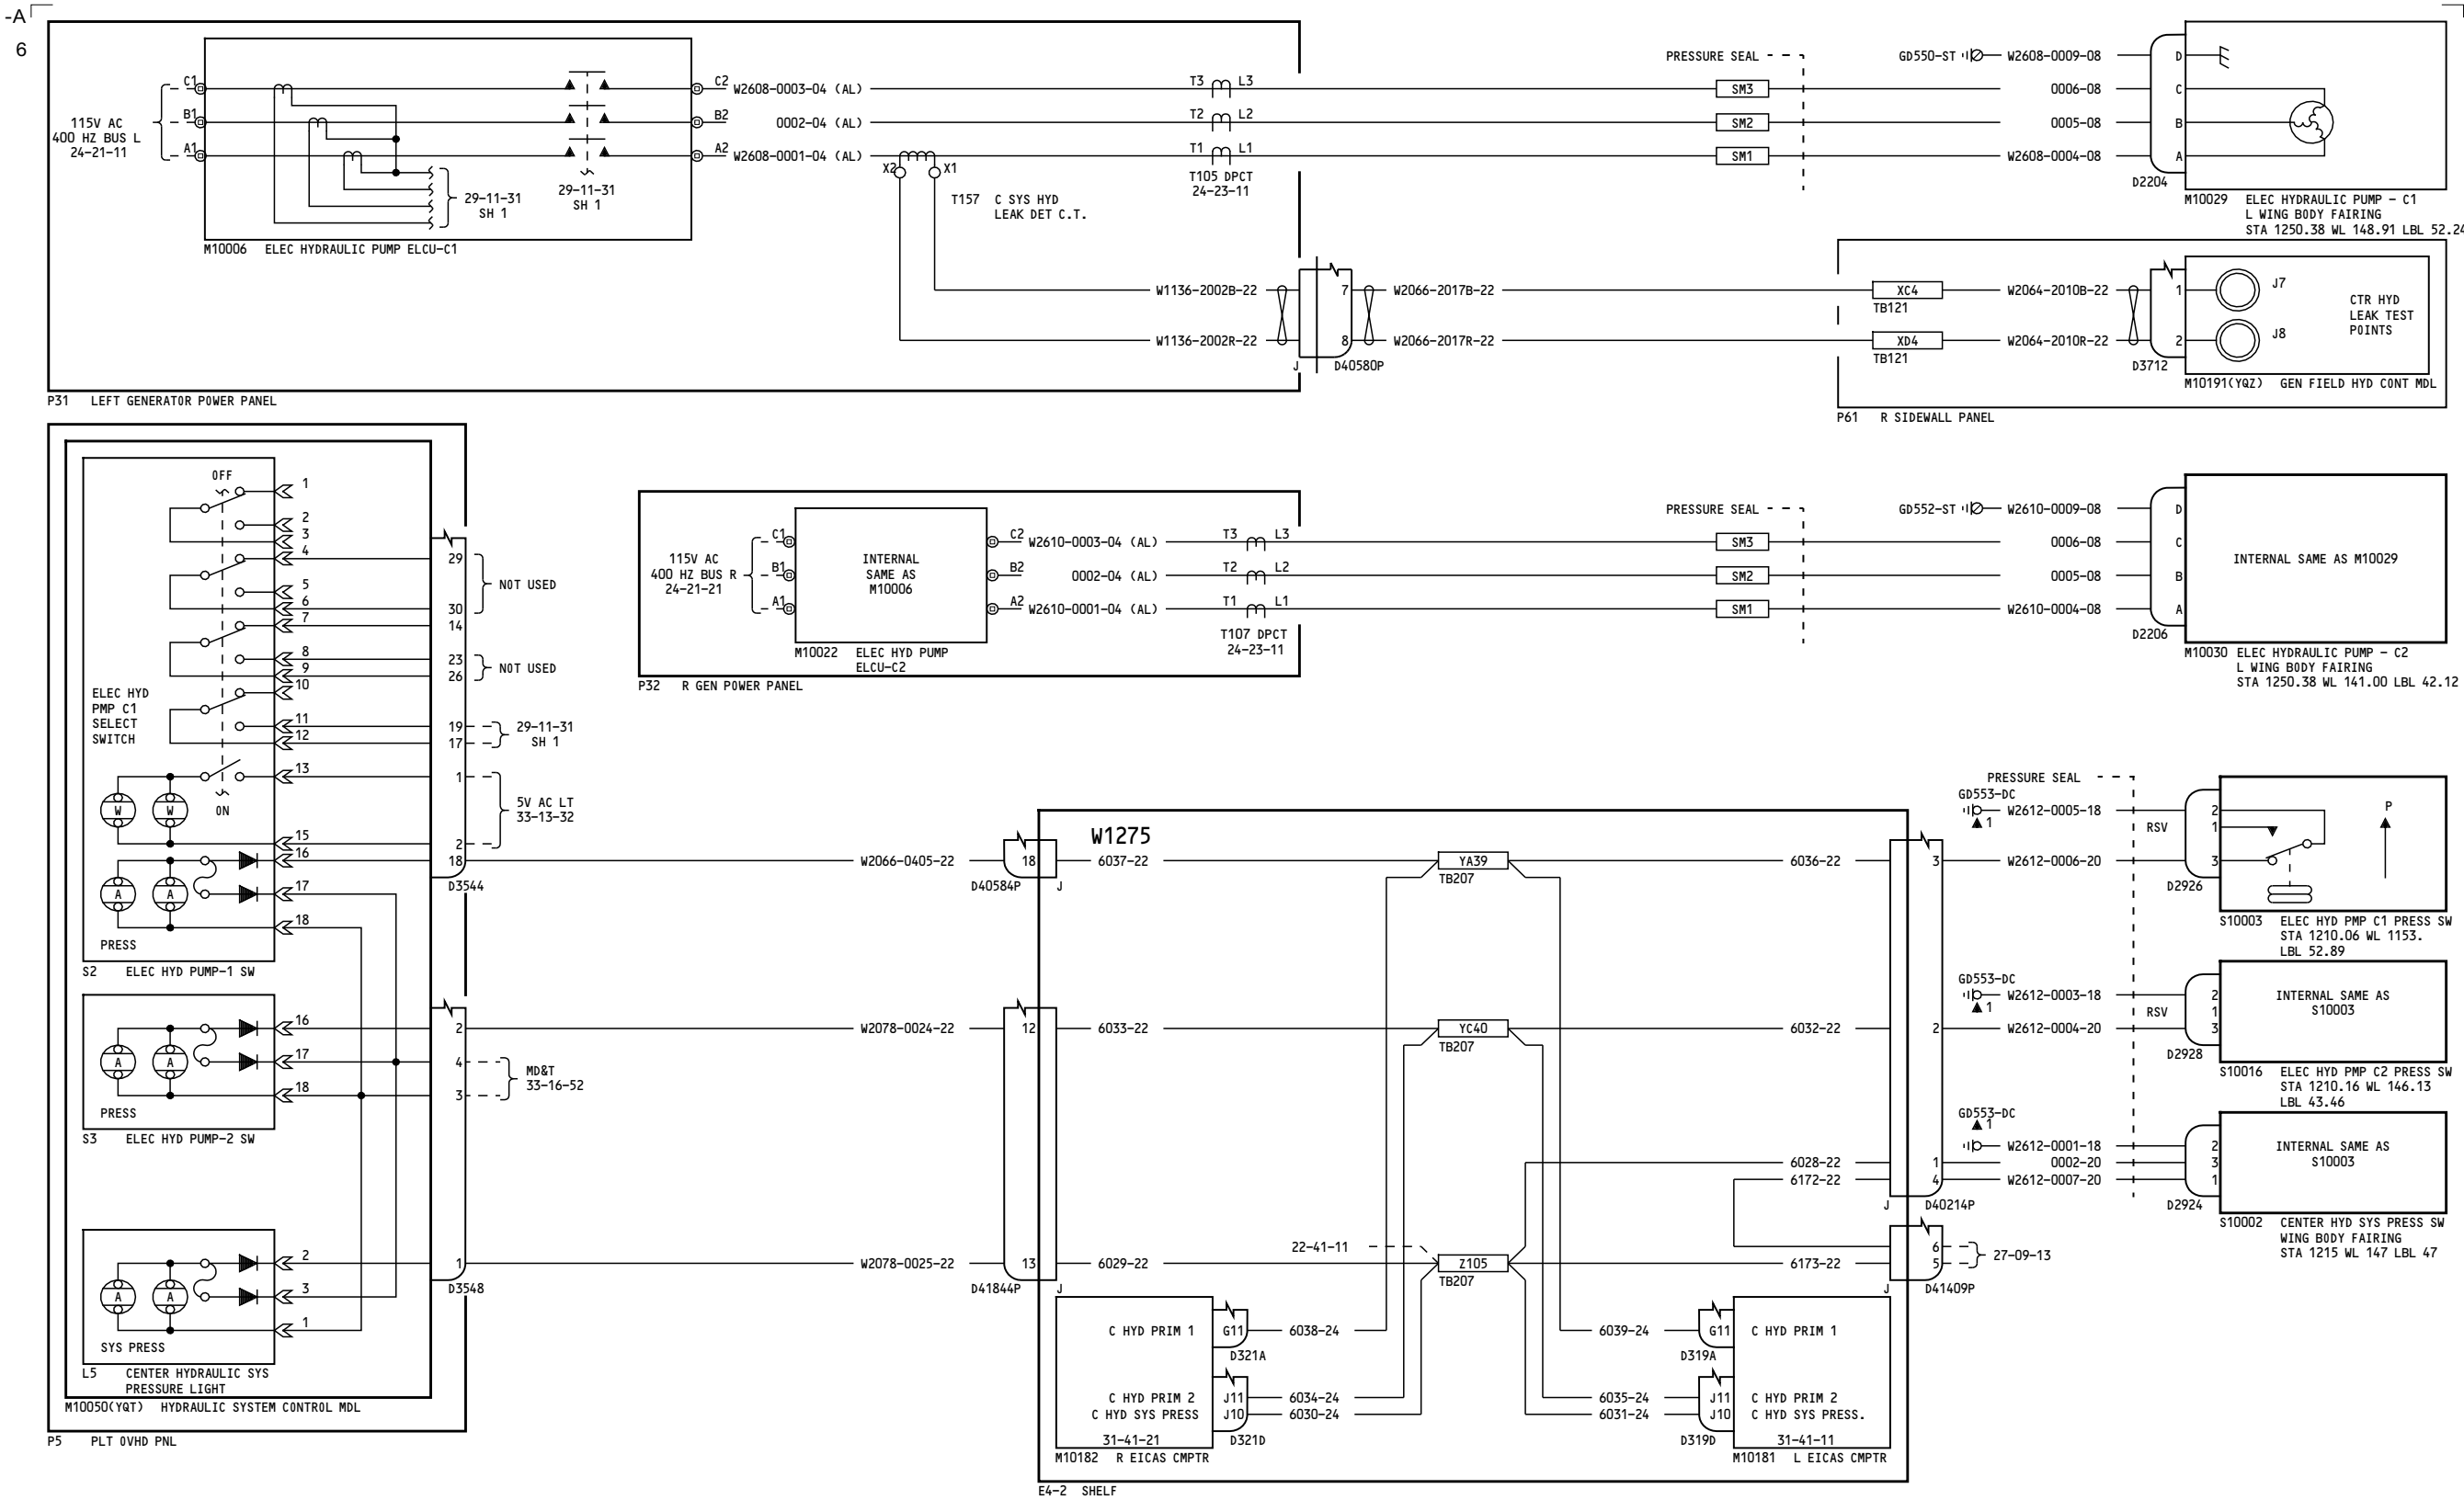 -A
6
115V AC
400 HZ BUS L
24-21-11
C1
B1
A1
29-11-31
SH 1
29-11-31
SH 1
M10006 ELEC HYDRAULIC PUMP ELCU-C1
C2 W2608-0003-04 (AL)
B2 0002-04 (AL)
A2 W2608-0001-04 (AL)
X2 X1
T157 C SYS HYD
LEAK DET C.T.
T3 L3
T2 L2
T1 L1
T105 DPCT
24-23-11
PRESSURE SEAL
SM3
SM2
SM1
GD550-ST W2608-0009-08 D
0006-08 C
0005-08 B
W2608-0004-08 A
D2204
M10029 ELEC HYDRAULIC PUMP - C1
L WING BODY FAIRING
STA 1250.38 WL 148.91 LBL 52.24
W1136-2002B-22 7 W2066-2017B-22 XC4 W2064-2010B-22 1 J7
TB121
W1136-2002R-22 8 W2066-2017R-22 XD4 W2064-2010R-22 2 J8
TB121
CTR HYD
LEAK TEST
POINTS
J D40580P
D3712
M10191(YQZ) GEN FIELD HYD CONT MDL
P31 LEFT GENERATOR POWER PANEL
P61 R SIDEWALL PANEL
OFF
1
2
3
4 29
5
6 30
NOT USED
7 14
8 23
9 26
NOT USED
10
11 19
12 17
29-11-31
SH 1
ELEC HYD
PMP C1
SELECT
SWITCH
13 1
W W
ON
5V AC LT
33-13-32
15 2
16 18
A A
17
18
D3544
PRESS
S2 ELEC HYD PUMP-1 SW
16 2
A A
17 4
18 3
MD&T
33-16-52
PRESS
S3 ELEC HYD PUMP-2 SW
2 1
A A
3
1
D3548
SYS PRESS
L5 CENTER HYDRAULIC SYS
PRESSURE LIGHT
M10050(YQT) HYDRAULIC SYSTEM CONTROL MDL
P5 PLT OVHD PNL
115V AC
400 HZ BUS R
24-21-21
C1
B1
A1
INTERNAL
SAME AS
M10006
M10022 ELEC HYD PUMP
ELCU-C2
C2 W2610-0003-04 (AL)
B2 0002-04 (AL)
A2 W2610-0001-04 (AL)
T3 L3
T2 L2
T1 L1
T107 DPCT
24-23-11
P32 R GEN POWER PANEL
PRESSURE SEAL
SM3
SM2
SM1
GD552-ST W2610-0009-08 D
0006-08 C
0005-08 B
W2610-0004-08 A
D2206
INTERNAL SAME AS M10029
M10030 ELEC HYDRAULIC PUMP - C2
L WING BODY FAIRING
STA 1250.38 WL 141.00 LBL 42.12
W1275
W2066-0405-22 18 6037-22 YA39 6036-22 3
D40584P J
TB207
W2078-0024-22 12 6033-22 YC40 6032-22 2
TB207
6028-22 1
6172-22 4
J D40214P
22-41-11
W2078-0025-22 13 6029-22 Z105 6173-22 5
6
27-09-13
D41844P J
TB207
J D41409P
C HYD PRIM 1 G11 6038-24
D321A
C HYD PRIM 2 J11 6034-24
C HYD SYS PRESS J10 6030-24
31-41-21 D321D
M10182 R EICAS CMPTR
6039-24 G11 C HYD PRIM 1
D319A
6035-24 J11 C HYD PRIM 2
6031-24 J10 C HYD SYS PRESS.
D319D 31-41-11
M10181 L EICAS CMPTR
E4-2 SHELF
PRESSURE SEAL
GD553-DC
W2612-0005-18 2
1
RSV 1
W2612-0006-20 3
D2926
P
S10003 ELEC HYD PMP C1 PRESS SW
STA 1210.06 WL 1153.
LBL 52.89
GD553-DC
W2612-0003-18 2
1
RSV 1
W2612-0004-20 3
D2928
INTERNAL SAME AS
S10003
S10016 ELEC HYD PMP C2 PRESS SW
STA 1210.16 WL 146.13
LBL 43.46
GD553-DC
1
W2612-0001-18 2
0002-20 3
W2612-0007-20 1
D2924
INTERNAL SAME AS
S10003
S10002 CENTER HYD SYS PRESS SW
WING BODY FAIRING
STA 1215 WL 147 LBL 47